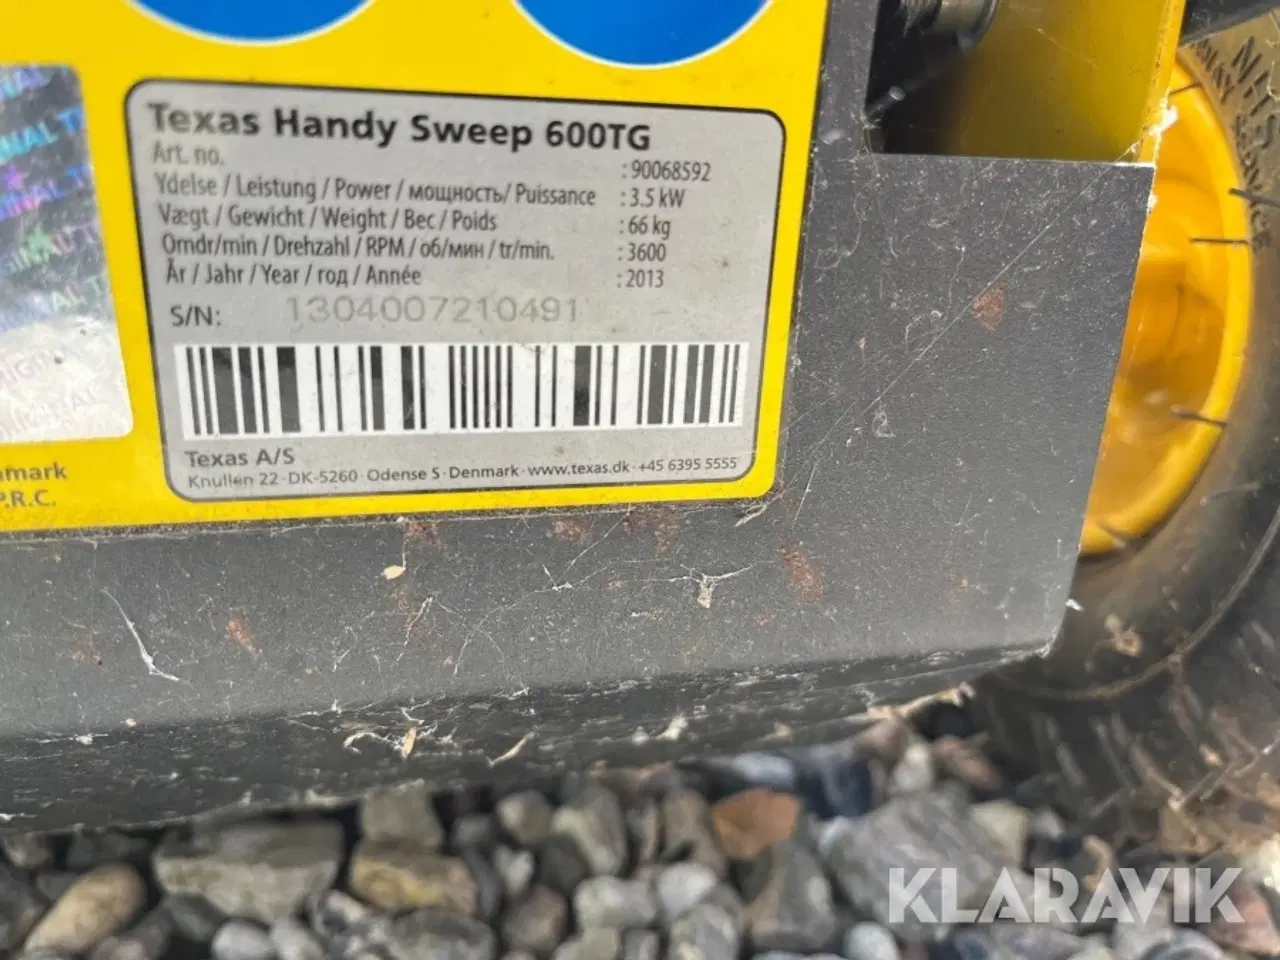 Texas Handy Sweep 600TG
Art. no. : 90068592
Ydelse / Leistung / Power / мощность/ Puissance : 3.5 kW
Vægt / Gewicht / Weight / Bec / Poids : 66 kg
Omdr/min / Drehzahl / RPM / об/мин / tr/min. : 3600
År / Jahr / Year / год / Année : 2013
S/N: 1304007210491
Texas A/S
Knullen 22 · DK-5260 · Odense S · Denmark · www.texas.dk · +45 6395 5555
P.R.C.
KLARAVIK